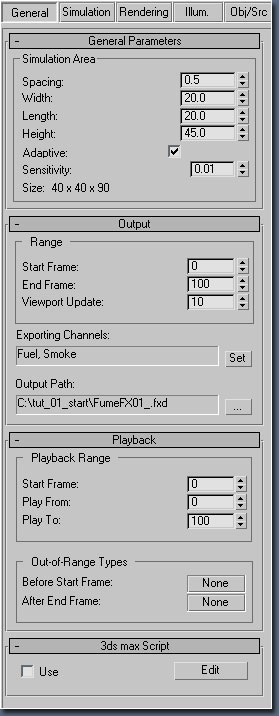 General Simulation Rendering Illum. Obj/Src
- General Parameters
Simulation Area
Spacing: 0.5
Width: 20.0
Length: 20.0
Height: 45.0
Adaptive:
Sensitivity: 0.01
Size: 40 x 40 x 90
- Output
Range
Start Frame: 0
End Frame: 100
Viewport Update: 10
Exporting Channels:
Fuel, Smoke Set
Output Path:
C:\tut_01_start\FumeFX01_.fxd ...
- Playback
Playback Range
Start Frame: 0
Play From: 0
Play To: 100
Out-of-Range Types
Before Start Frame: None
After End Frame: None
- 3ds max Script
Use Edit